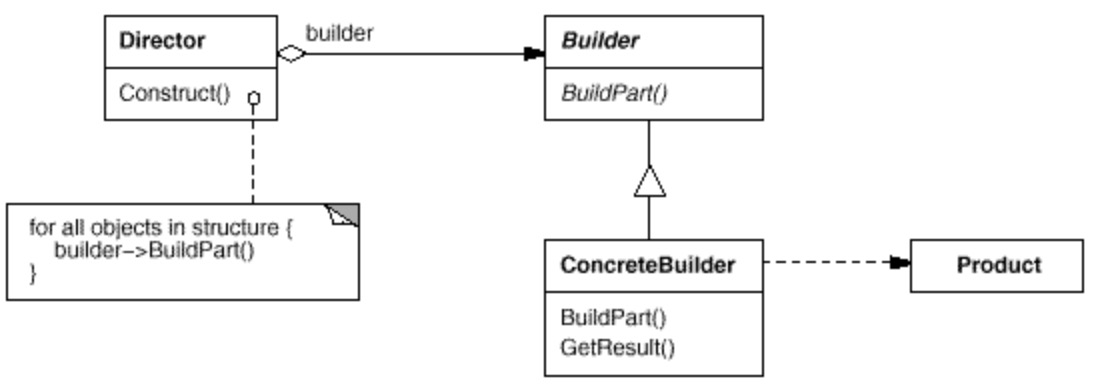 Director
Construct()
builder
Builder
BuildPart()
for all objects in structure {
builder–>BuildPart()
}
ConcreteBuilder
BuildPart()
GetResult()
Product